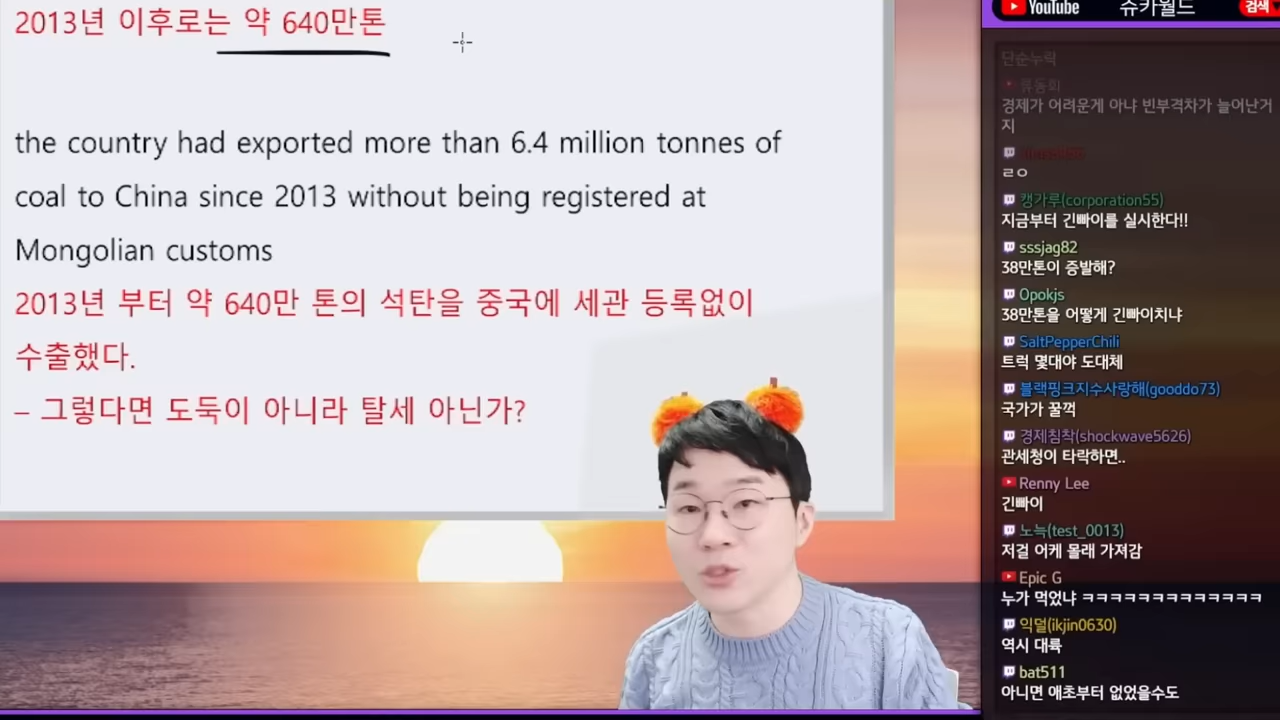 2013년 이후로는 약 640만톤
the country had exported more than 6.4 million tonnes of
coal to China since 2013 without being registered at
Mongolian customs
2013년 부터 약 640만 톤의 석탄을 중국에 세관 등록없이
수출했다.
– 그렇다면 도둑이 아니라 탈세 아닌가?
YouTube 슈카월드 검색
단순누락
류동희
경제가 어려운게 아냐 빈부격차가 늘어난거
지
ㄹㅇ
캥가루(corporation55)
지금부터 긴빠이를 실시한다!!
sssjag82
38만톤이 증발해?
Opokjs
38만톤을 어떻게 긴빠이치냐
SaltPepperChili
트럭 몇대야 도대체
블랙핑크지수사랑해(gooddo73)
국가가 꿀꺽
경제침착(shockwave5626)
관세청이 타락하면..
Renny Lee
긴빠이
노늑(test_0013)
저걸 어케 몰래 가져감
Epic G
누가 먹었냐 ㅋㅋㅋㅋㅋㅋㅋㅋㅋㅋㅋㅋㅋ
익덜(ikjin0630)
역시 대륙
bat511
아니면 애초부터 없었을수도